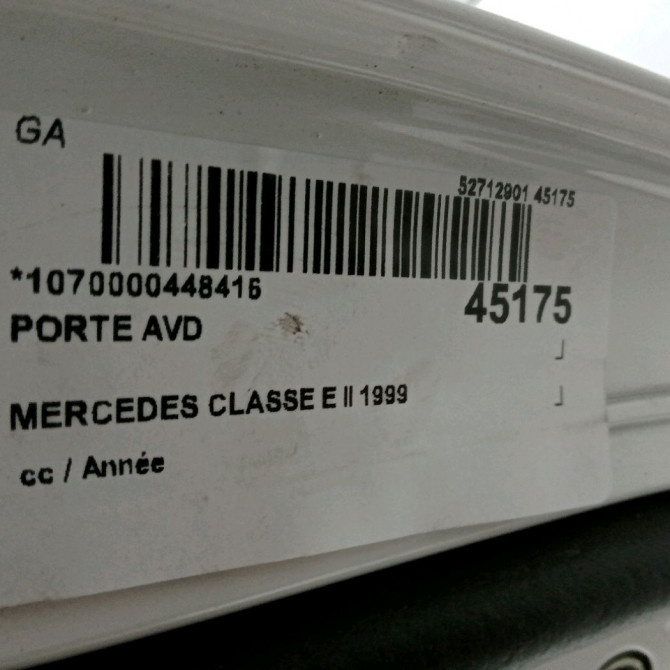 GA
52712901 45175
*1070000448416
45175
PORTE AVD
MERCEDES CLASSE E II 1999
cc / Année